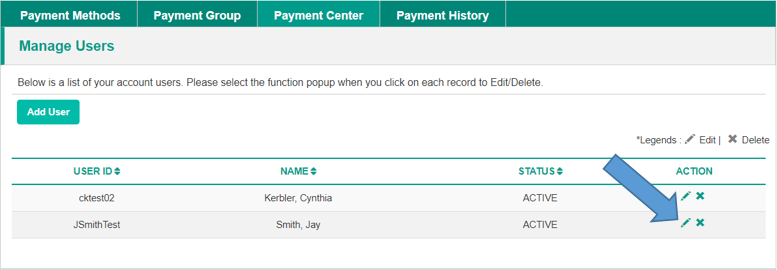 Payment Methods Payment Group Payment Center Payment History
Manage Users
Below is a list of your account users. Please select the function popup when you click on each record to Edit/Delete.
Add User
*Legends : Edit | Delete
USER ID NAME STATUS ACTION
cktest02 Kerbler, Cynthia ACTIVE
JSmithTest Smith, Jay ACTIVE